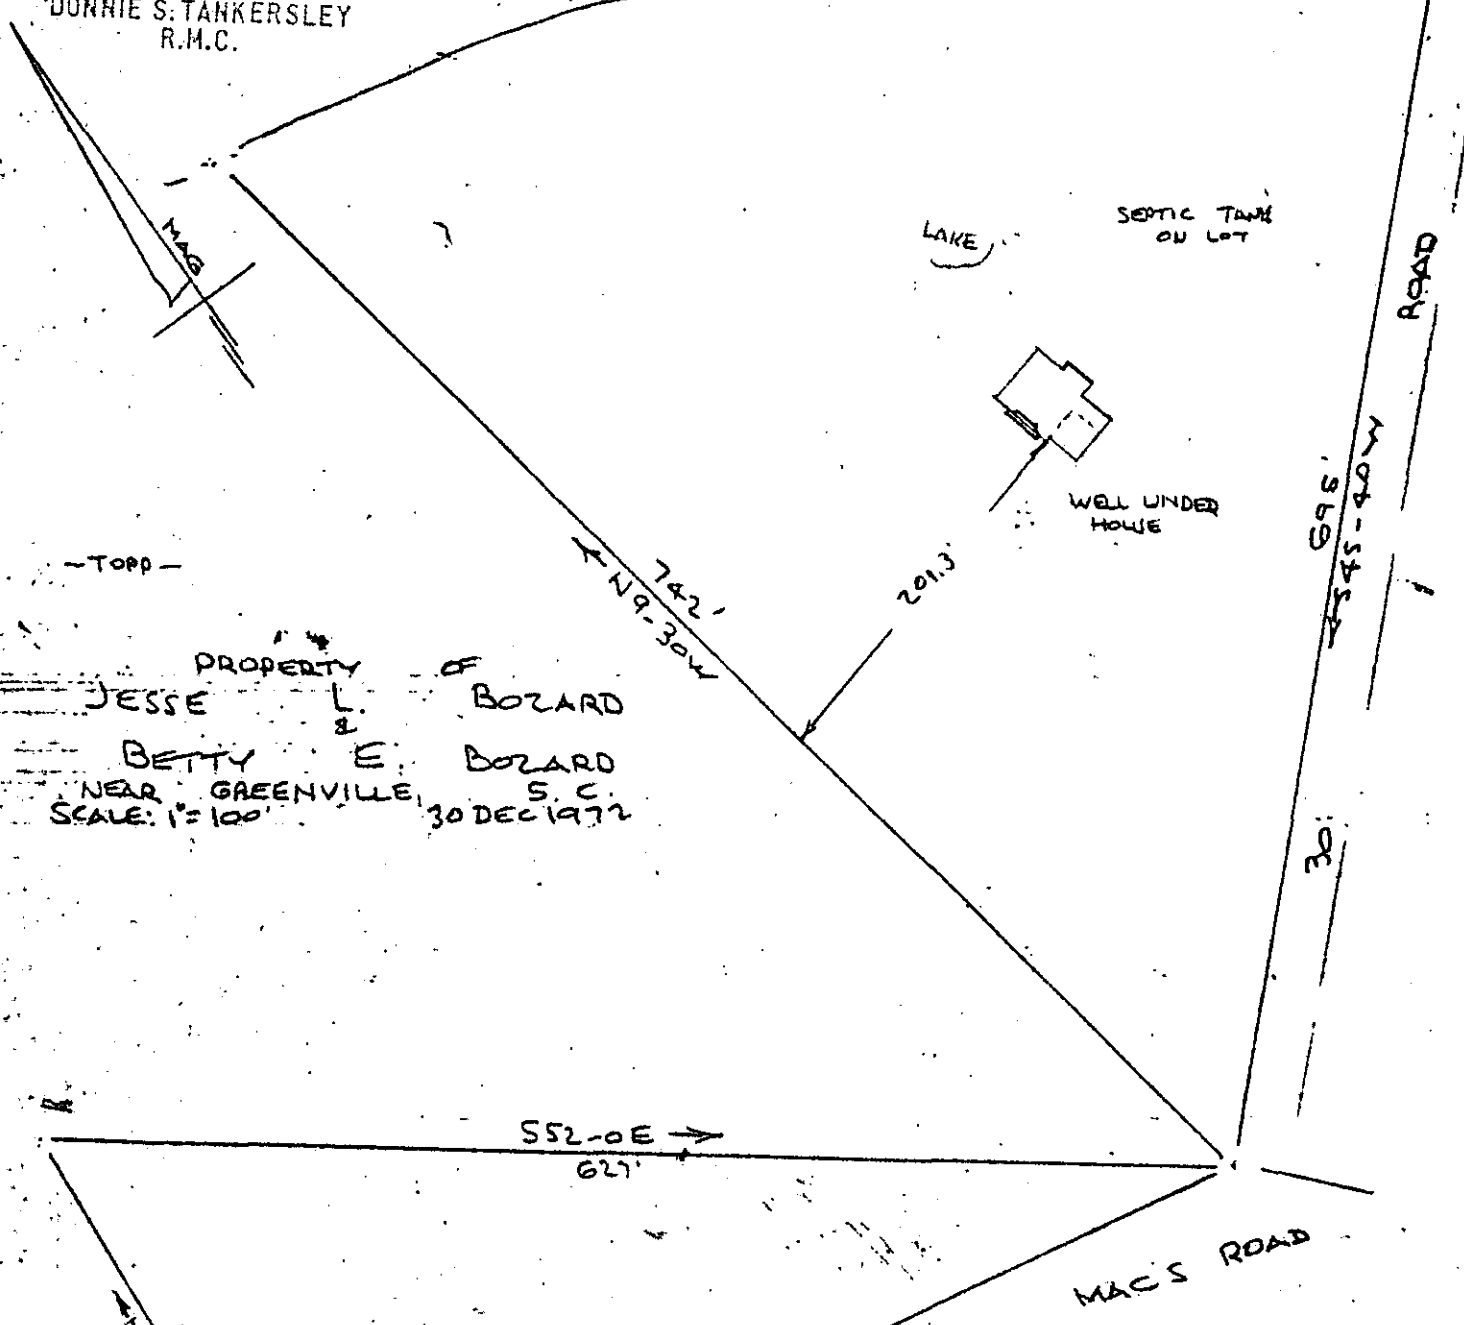 DONNIE S. TANKERSLEY
R.M.C.
MAG
LAKE
SEPTIC TANK
ON LOT
ROAD
WELL UNDER
HOUSE
698'
S45-40W
201.3'
742'
N9-30W
-TODD-
PROPERTY OF
JESSE L. BOZARD
&
BETTY E. BOZARD
NEAR GREENVILLE, S.C.
SCALE: 1"=100' 30 DEC 1972
30'
S52-0E
627'
MACS ROAD